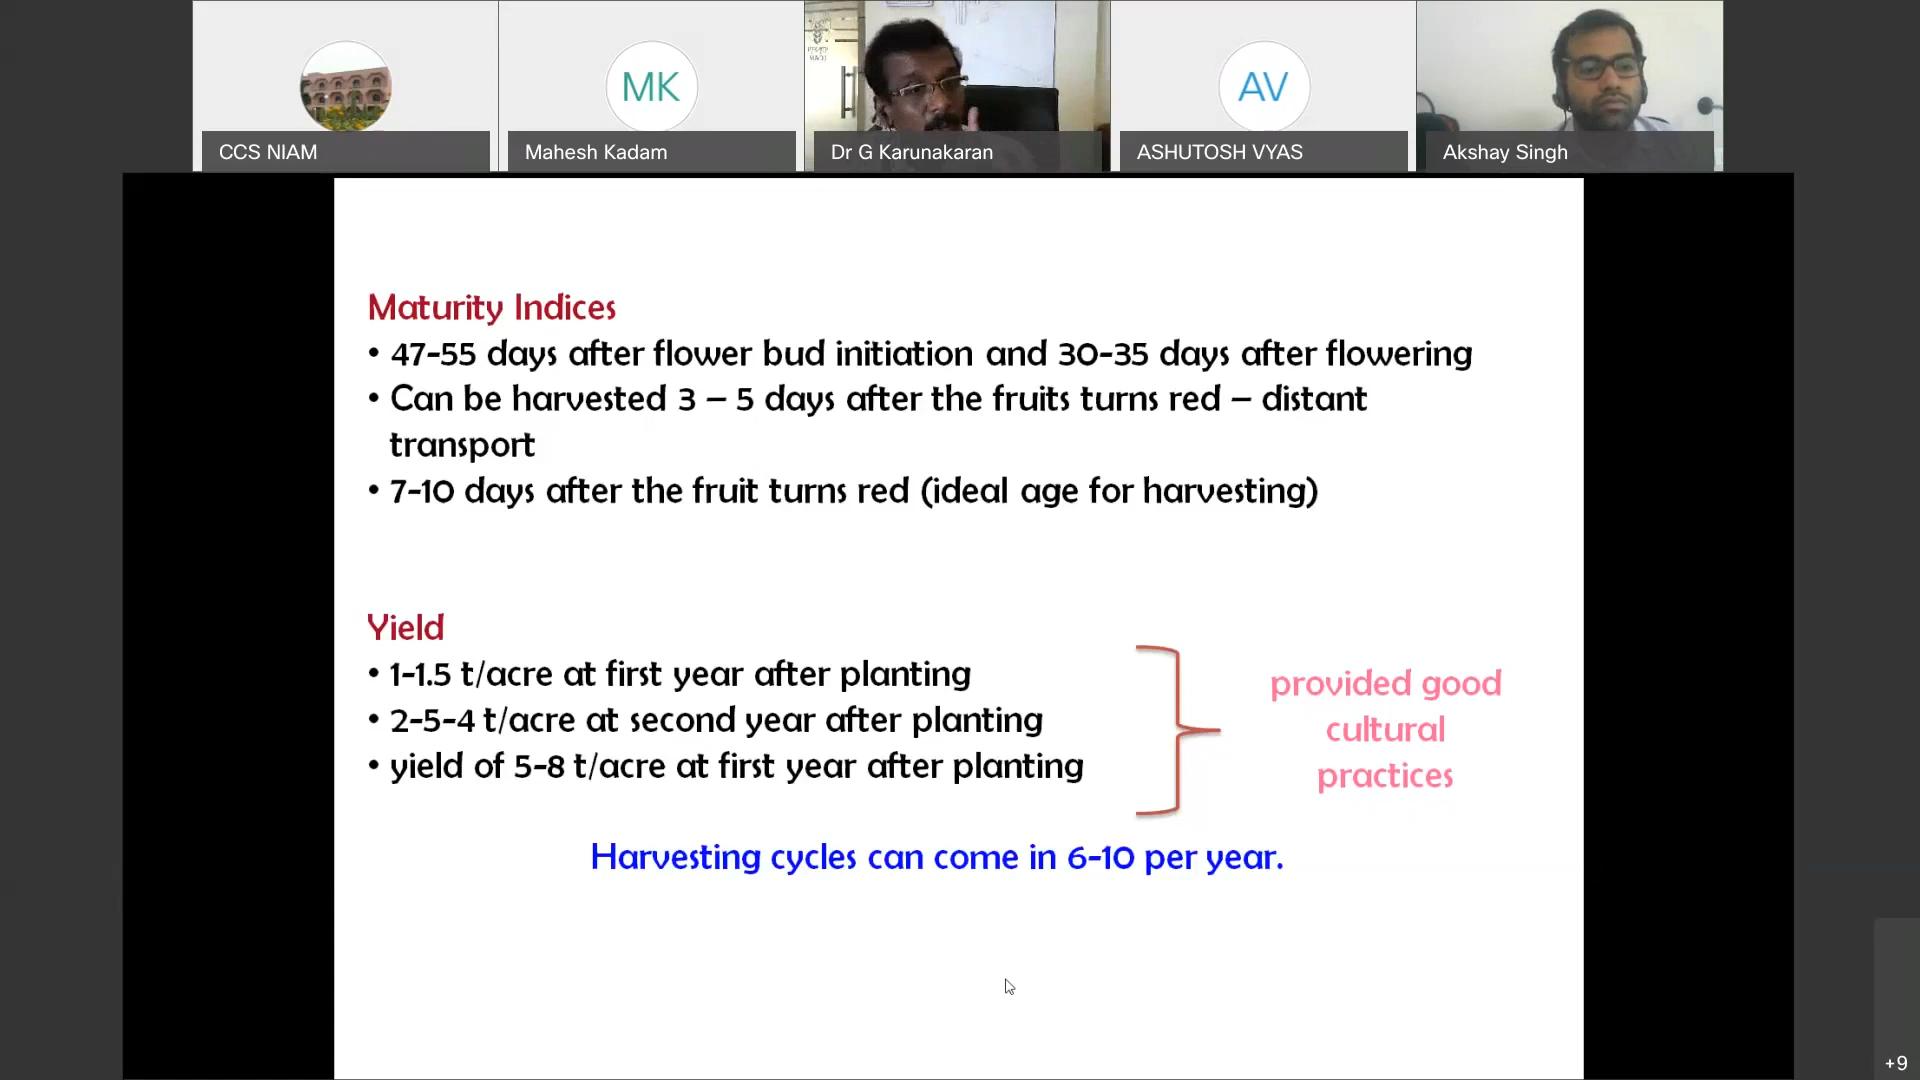 MK
AV
CCS NIAM
Mahesh Kadam
Dr G Karunakaran
ASHUTOSH VYAS
Akshay Singh
Maturity Indices
• 47-55 days after flower bud initiation and 30-35 days after flowering
• Can be harvested 3 – 5 days after the fruits turns red – distant
transport
• 7-10 days after the fruit turns red (ideal age for harvesting)
Yield
• 1-1.5 t/acre at first year after planting
• 2-5-4 t/acre at second year after planting
• yield of 5-8 t/acre at first year after planting
provided good
cultural
practices
Harvesting cycles can come in 6-10 per year.
+9